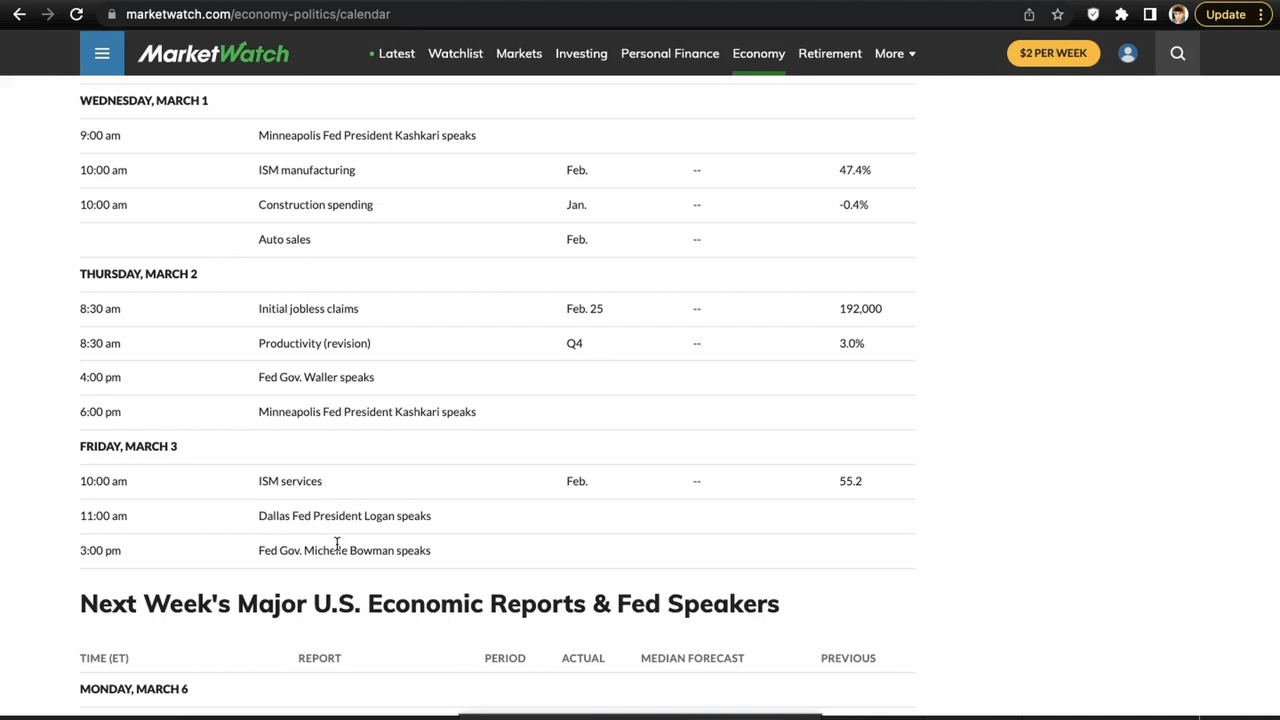 marketwatch.com/economy-politics/calendar
Update
MarketWatch
Latest Watchlist Markets Investing Personal Finance Economy Retirement More
$2 PER WEEK
WEDNESDAY, MARCH 1
9:00 am Minneapolis Fed President Kashkari speaks
10:00 am ISM manufacturing Feb. -- 47.4%
10:00 am Construction spending Jan. -- -0.4%
Auto sales Feb. --
THURSDAY, MARCH 2
8:30 am Initial jobless claims Feb. 25 -- 192,000
8:30 am Productivity (revision) Q4 -- 3.0%
4:00 pm Fed Gov. Waller speaks
6:00 pm Minneapolis Fed President Kashkari speaks
FRIDAY, MARCH 3
10:00 am ISM services Feb. -- 55.2
11:00 am Dallas Fed President Logan speaks
3:00 pm Fed Gov. Michelle Bowman speaks
Next Week's Major U.S. Economic Reports & Fed Speakers
TIME (ET) REPORT PERIOD ACTUAL MEDIAN FORECAST PREVIOUS
MONDAY, MARCH 6